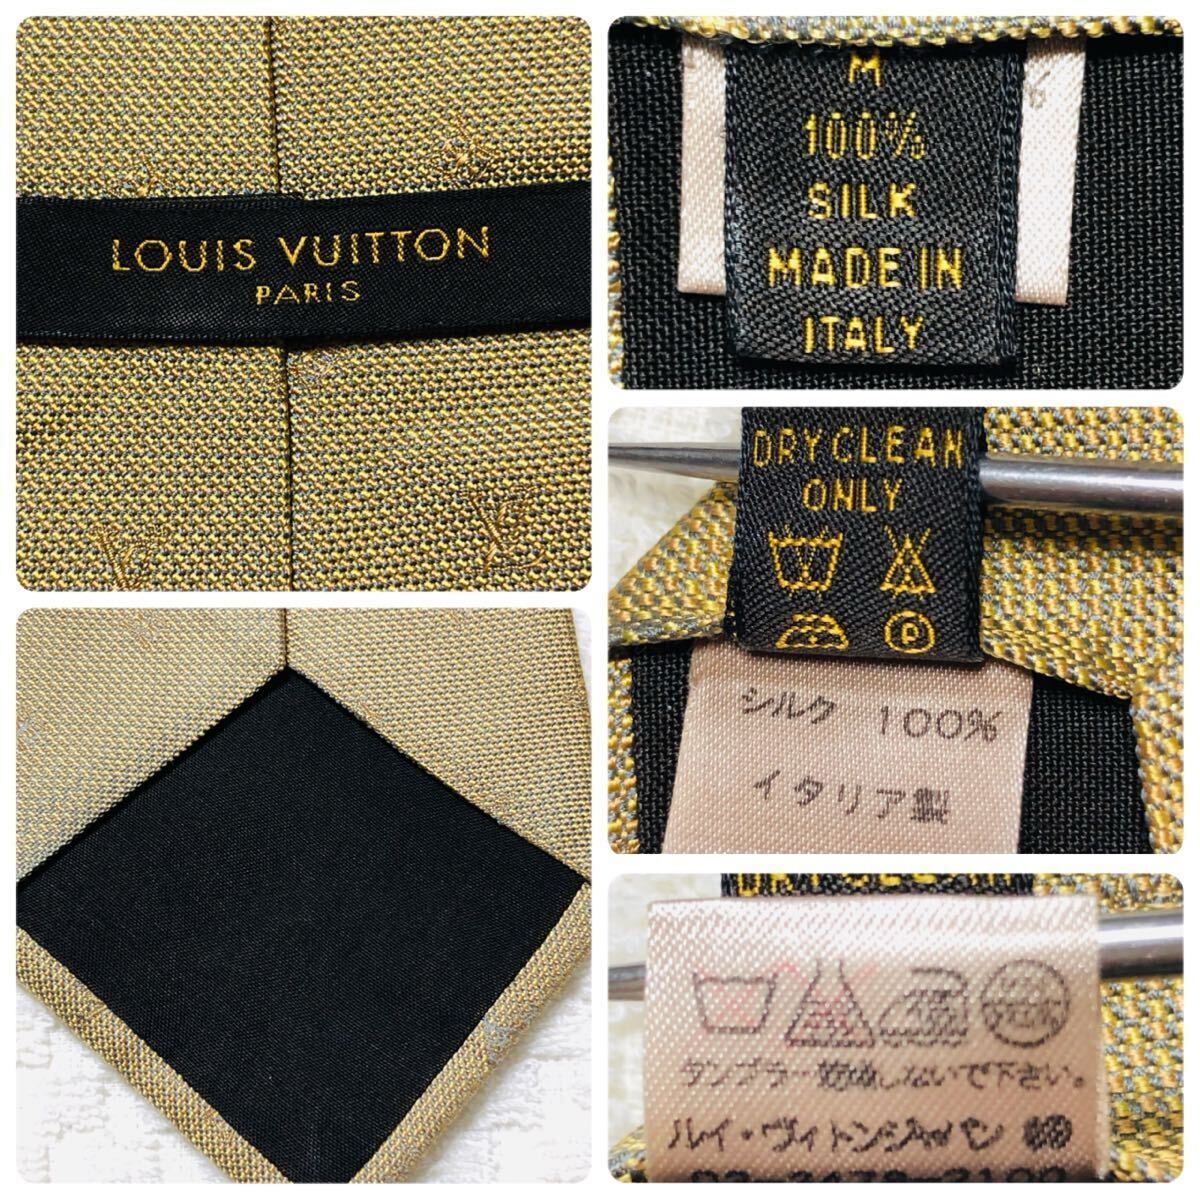 LOUIS VUITTON
PARIS
M
100%
SILK
MADE IN
ITALY
DRY CLEAN
ONLY
P
シルク 100%
イタリア製
タンブラー乾燥しないで下さい。
ルイ・ヴィトンジャパン